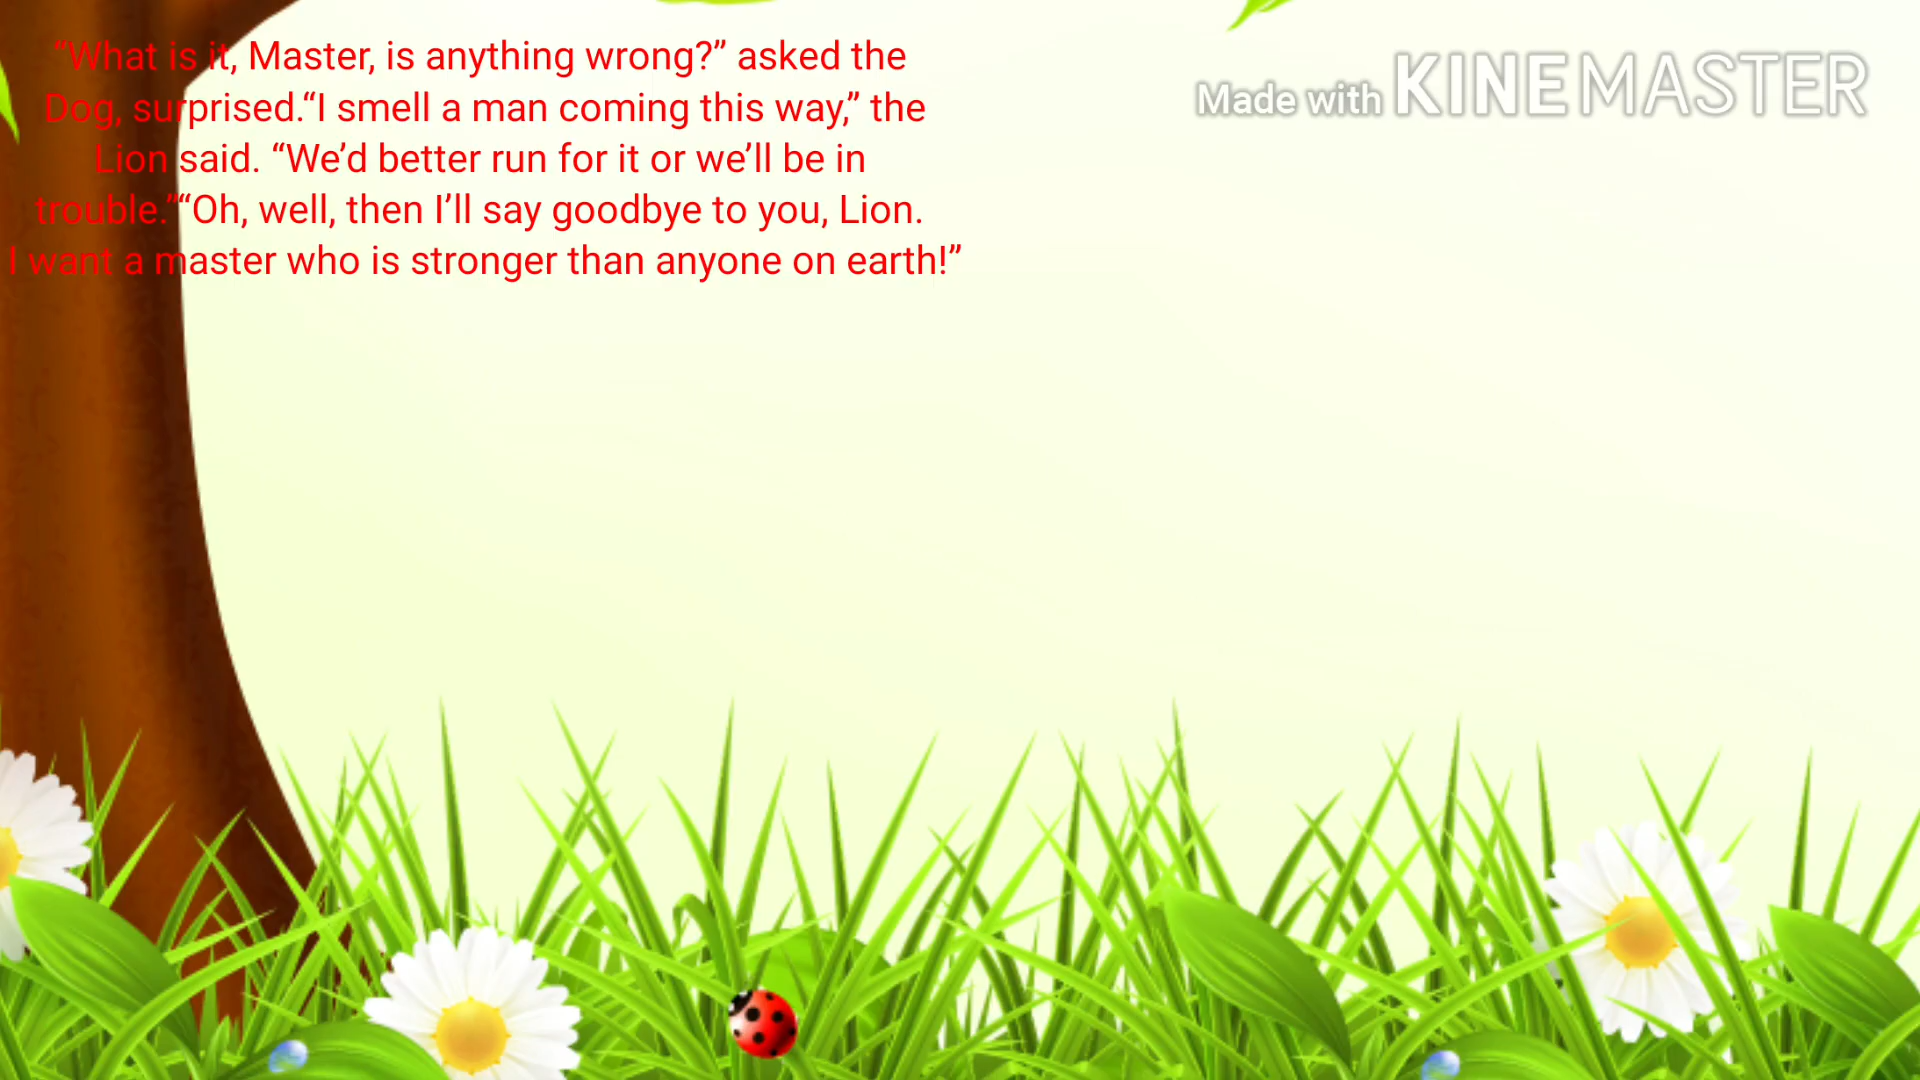 “What is it, Master, is anything wrong?” asked the
Dog, surprised.“I smell a man coming this way,” the
Lion said. “We’d better run for it or we’ll be in
trouble.”“Oh, well, then I’ll say goodbye to you, Lion.
I want a master who is stronger than anyone on earth!”
Made with KINEMASTER